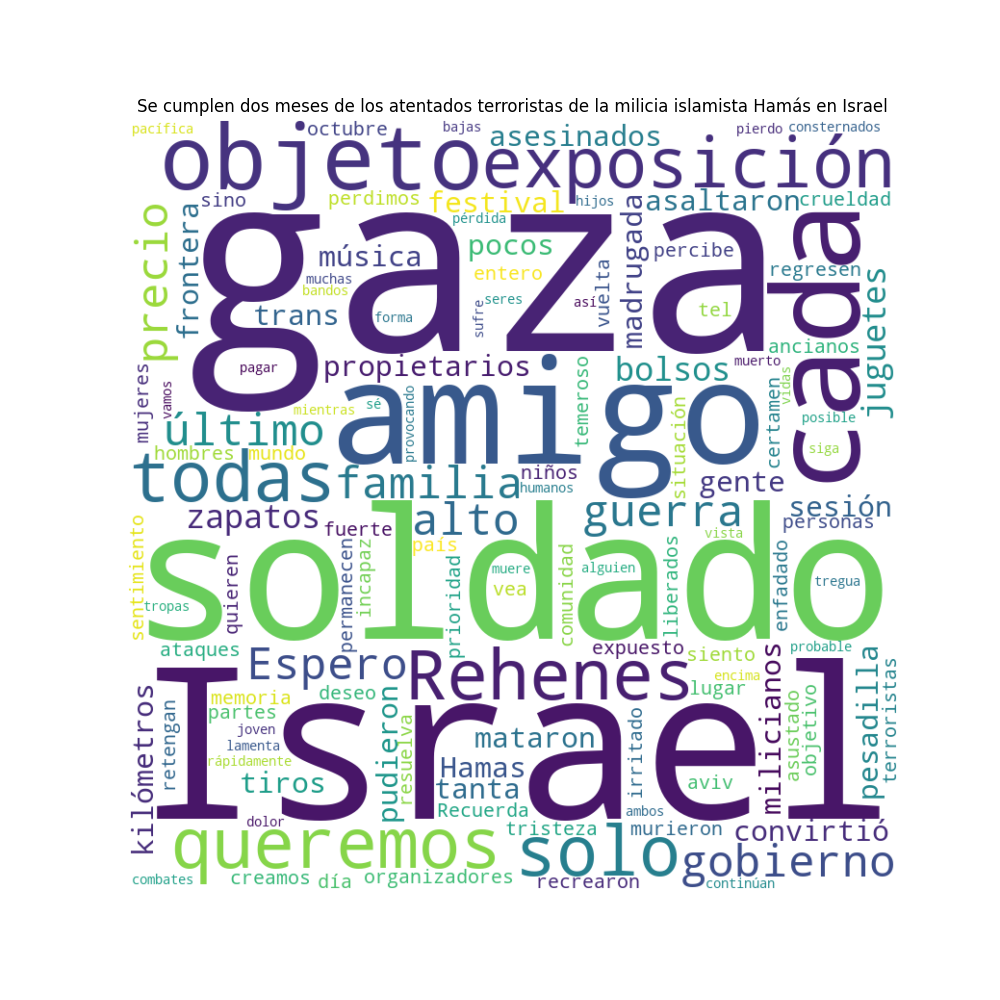 Se cumplen dos meses de los atentados terroristas de la milicia islamista Hamás en Israel
pacífica
octubre
bajas
asesinados
pierdo
consternados
objeto
exposición
sino
perdimos
festival
hijos
asaltaron
crueldad
precio
frontera
gaza
pérdida
música
pocos
madrugada
percibe
cada
regresen
muchas
bandos
entero
vuelta
juguetes
trans
forma
sufre
seres
así
tel
ancianos
mujeres
vamos
pagar
propietarios
amigo
temeroso
bolsos
muerto
vidas
mientras
sé
provocando
último
certamen
posible
hombres
mundo
situación
siga
todas
familia
niños
humanos
gente
zapatos
fuerte
alto
guerra
sesión
personas
sentimiento
tropas
quieren
permanecen
incapaz
país
soldado
muere
vea
prioridad
comunidad
alguien
liberados
vista
enfadado
tregua
ataques
Espero
Rehenes
expuesto
siento
probable
encima
kilómetros
retengan
memoria
deseo
lugar
milicianos
pesadilla
terroristas
partes
joven
lamenta
rápidamente
pudieron
resuelva
Israel
mataron
irritado
asustado
objetivo
Hamas
tiros
tanta
aviv
Recuerda
ambos
dolor
queremos
tristeza
murieron
convirtió
solo
gobierno
combates
creamos
día
organizadores
recrearon
continúan